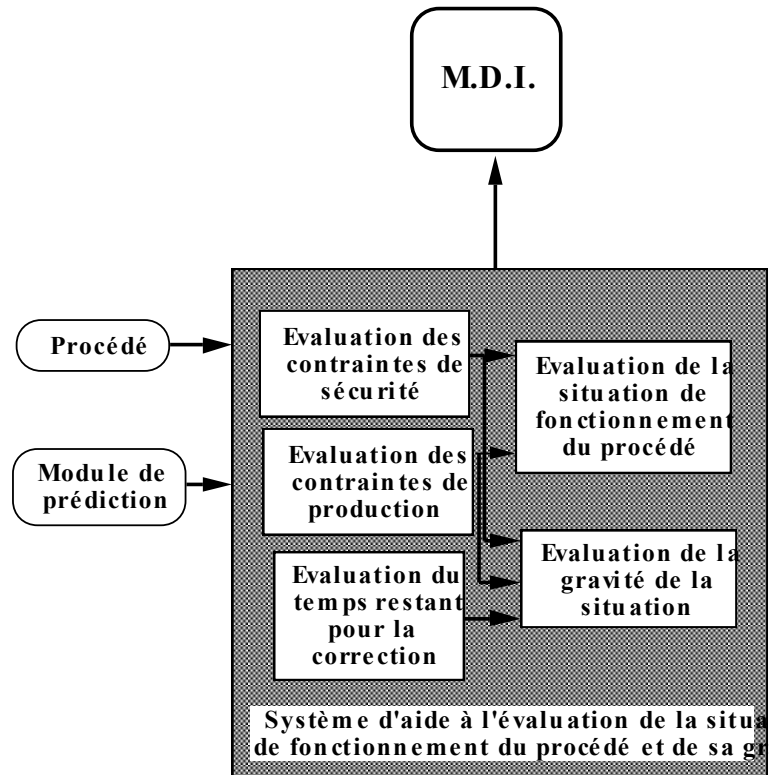 M.D.I.
Procédé
Module de
prédiction
Evaluation des
contraintes de
sécurité
Evaluation des
contraintes de
production
Evaluation du
temps restant
pour la
correction
Evaluation de la
situation de
fonctionnement
du procédé
Evaluation de la
gravité de la
situation
Système d'aide à l'évaluation de la situa
de fonctionnement du procédé et de sa gr